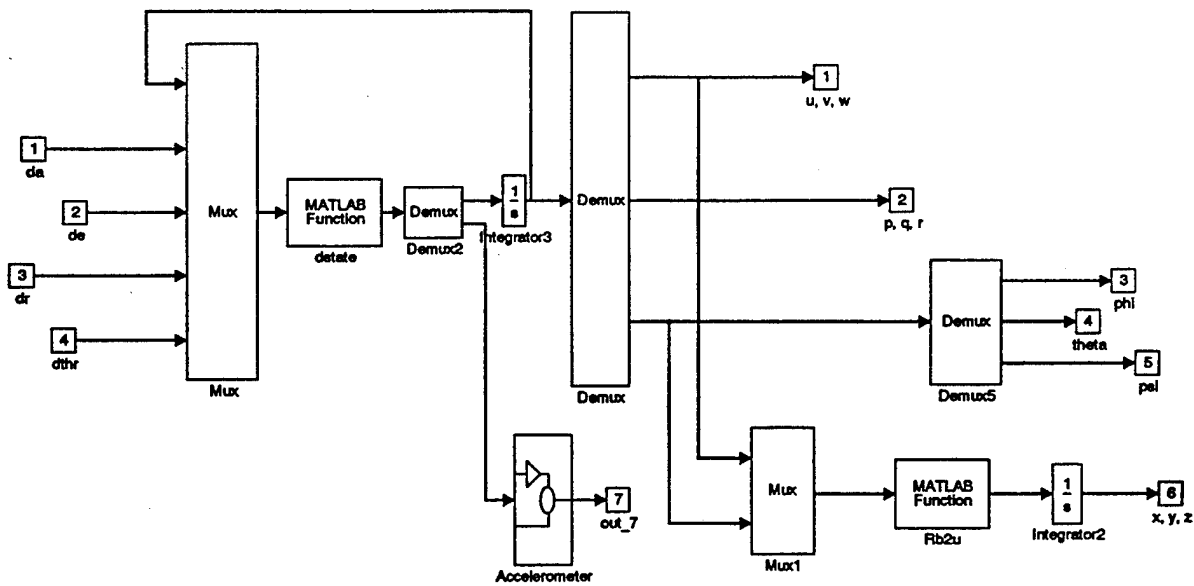 1
da
2
de
3
dr
4
dthr
Mux
Mux
MATLAB
Function
dstate
Demux
Demux2
1
s
Integrator3
Demux
Demux
1
u, v, w
2
p, q, r
Demux
Demux5
3
phi
4
theta
5
psi
Accelerometer
7
out_7
Mux
Mux1
MATLAB
Function
Rb2u
1
s
Integrator2
6
x, y, z